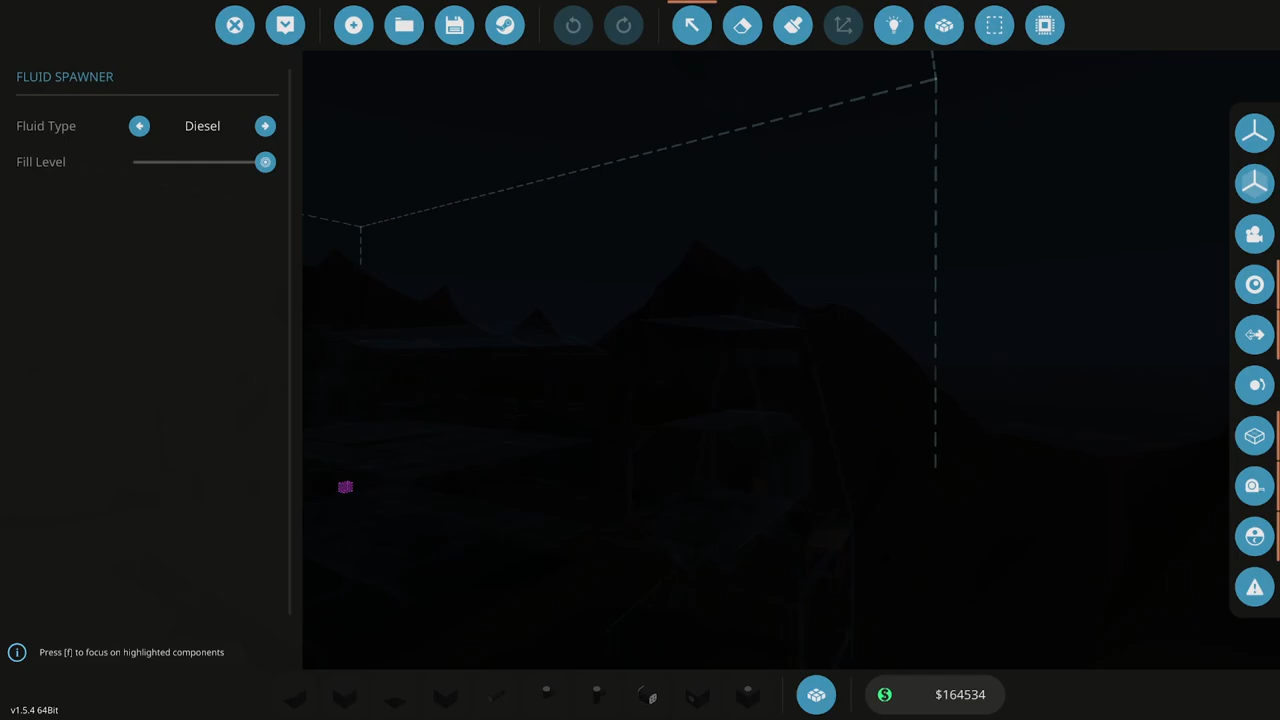 FLUID SPAWNER
Fluid Type Diesel
Fill Level
Press [f] to focus on highlighted components
v1.5.4 64Bit
$164534